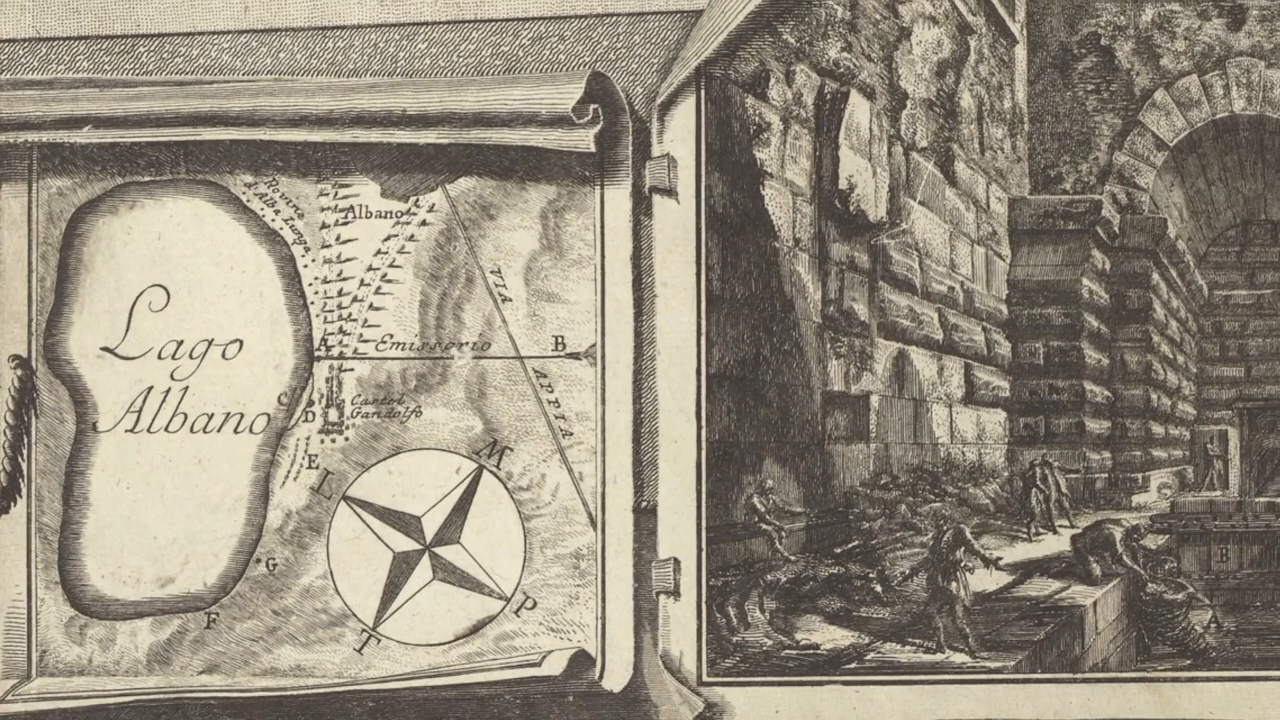 Rovine
d'Alba Lunga.
Albano
VIA
APPIA
Lago
Albano
A
Emissario
B
C
D
Castel
Gandolfo
E
L
M
P
T
G
F
B
A